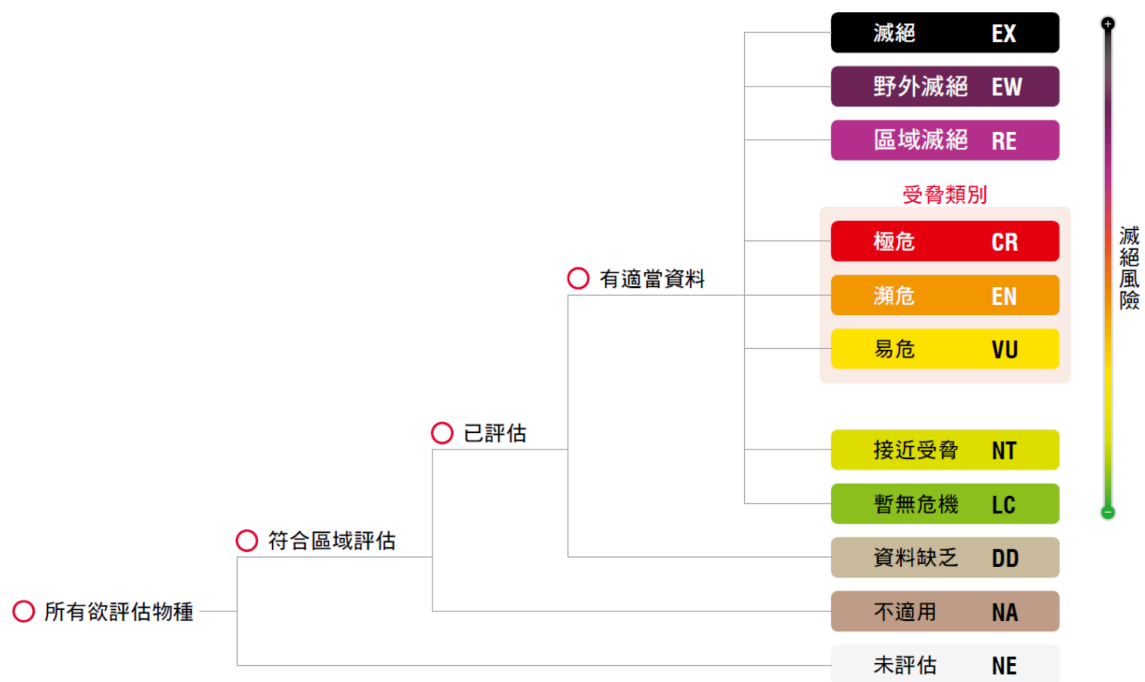 滅絕 EX
野外滅絕 EW
區域滅絕 RE
受脅類別
極危 CR
滅絕風險
有適當資料
瀕危 EN
易危 VU
已評估
接近受脅 NT
暫無危機 LC
符合區域評估
資料缺乏 DD
所有欲評估物種
不適用 NA
未評估 NE